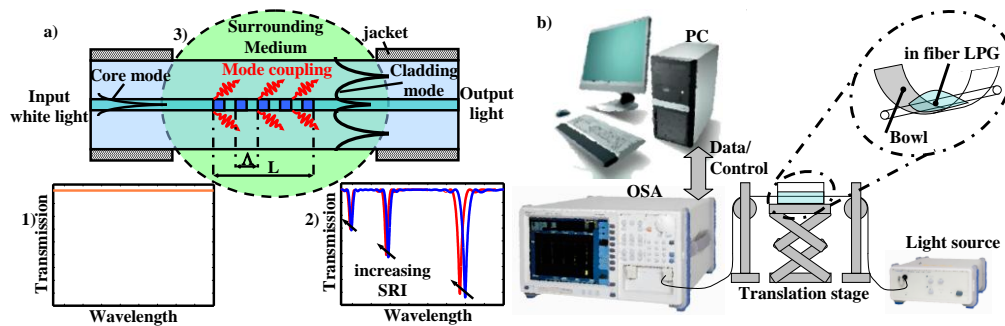 a)
3)
Surrounding
Medium
jacket
Core mode
Mode coupling
Cladding
mode
Input
white light
Output
light
Λ
L
1)
Transmission
Wavelength
2)
Transmission
increasing
SRI
Wavelength
b)
PC
in fiber LPG
Bowl
Data/
Control
OSA
Light source
Translation stage